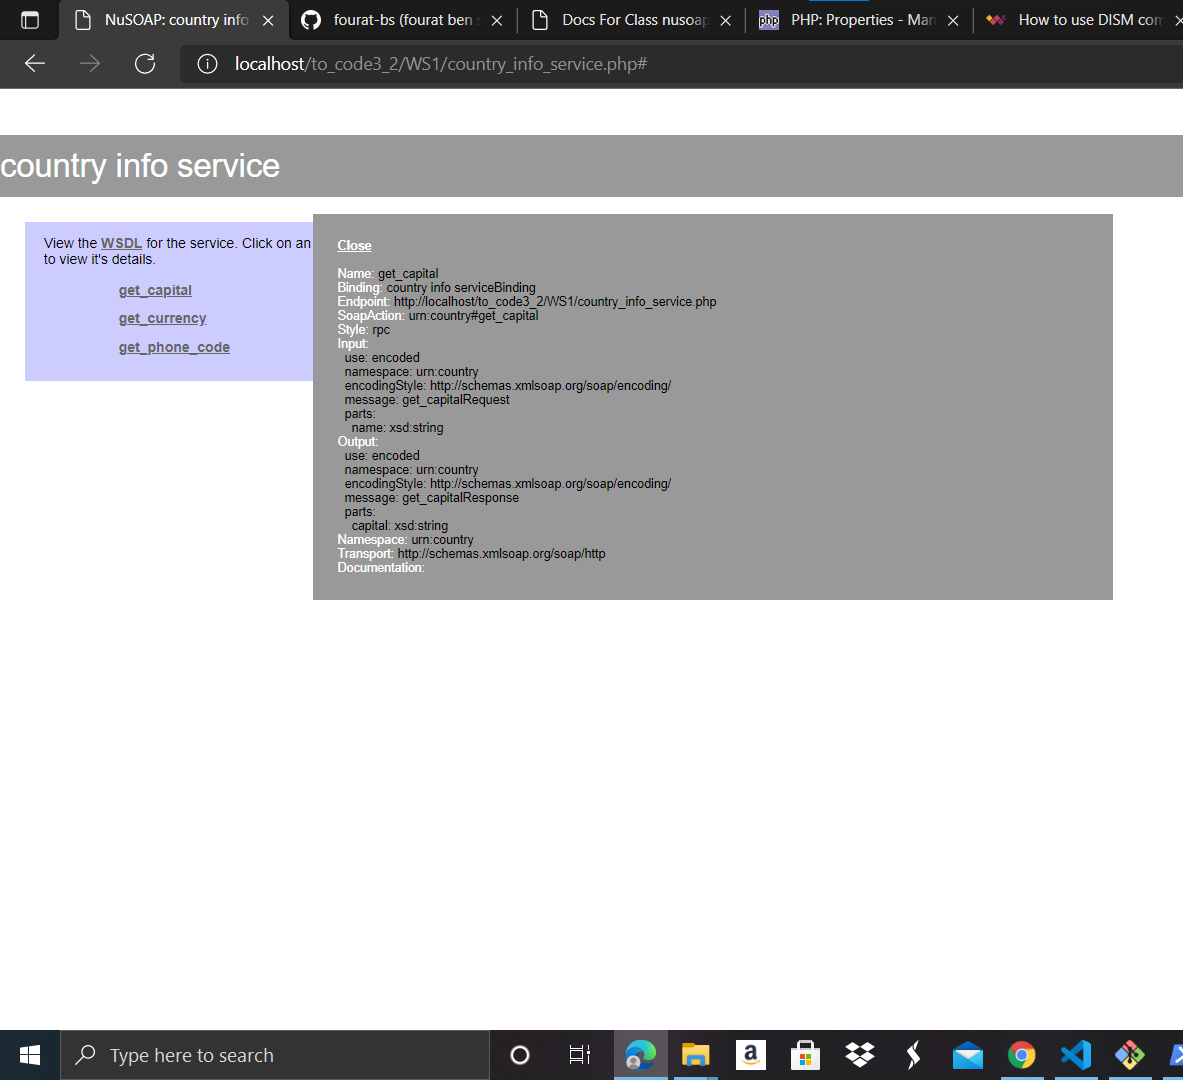 NuSOAP: country info
fourat-bs (fourat ben
Docs For Class nusoap
PHP: Properties - Man
How to use DISM com
localhost/to_code3_2/WS1/country_info_service.php#
country info service
View the WSDL for the service. Click on an
to view it's details.
get_capital
get_currency
get_phone_code
Close
Name: get_capital
Binding: country info serviceBinding
Endpoint: http://localhost/to_code3_2/WS1/country_info_service.php
SoapAction: urn:country#get_capital
Style: rpc
Input:
use: encoded
namespace: urn:country
encodingStyle: http://schemas.xmlsoap.org/soap/encoding/
message: get_capitalRequest
parts:
name: xsd:string
Output:
use: encoded
namespace: urn:country
encodingStyle: http://schemas.xmlsoap.org/soap/encoding/
message: get_capitalResponse
parts:
capital: xsd:string
Namespace: urn:country
Transport: http://schemas.xmlsoap.org/soap/http
Documentation:
Type here to search